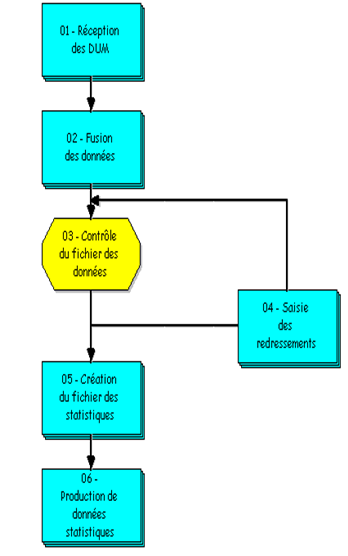 01 - Réception
des DUM
02 - Fusion
des données
03 - Contrôle
du fichier des
données
04 - Saisie
des
redressements
05 - Création
du fichier des
statistiques
06 -
Production de
données
statistiques